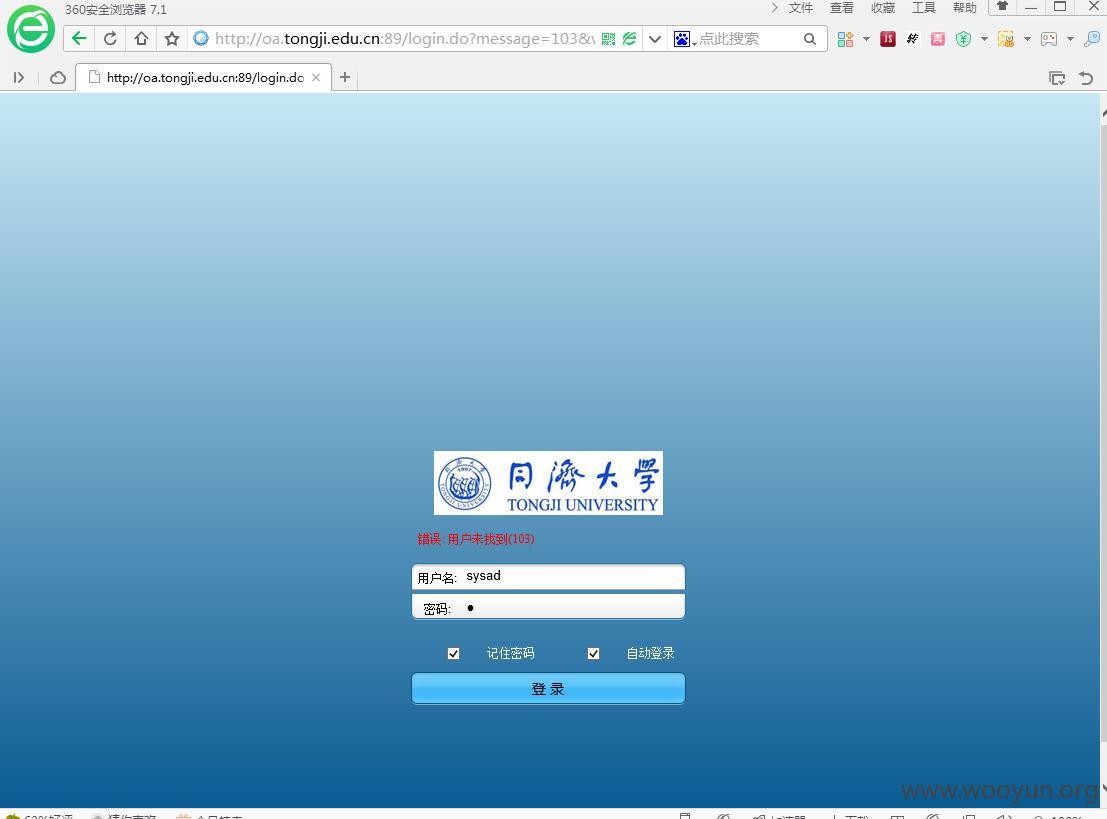 360安全浏览器 7.1
文件 查看 收藏 工具 帮助
http://oa.tongji.edu.cn:89/login.do?message=103&v
点此搜索
http://oa.tongji.edu.cn:89/login.do
同濟大學
TONGJI UNIVERSITY
错误: 用户未找到(103)
用户名: sysad
密码: ●
记住密码 自动登录
登 录
www.wooyun.org